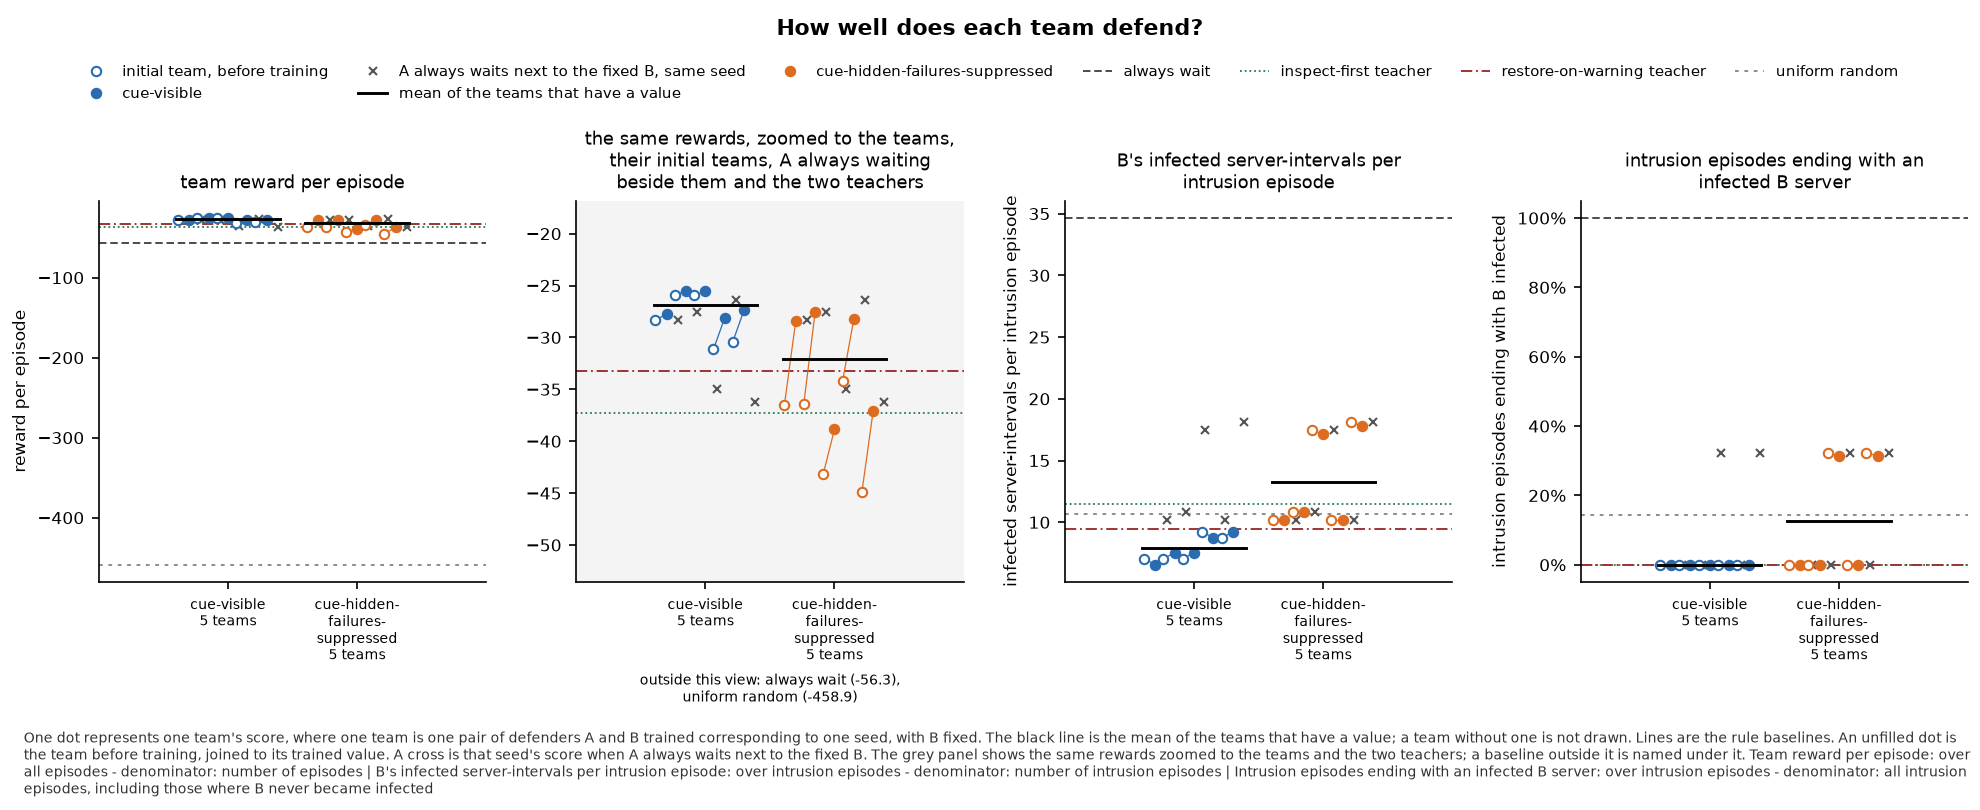 How well does each team defend?
initial team, before training
A always waits next to the fixed B, same seed
cue-hidden-failures-suppressed
always wait
inspect-first teacher
restore-on-warning teacher
uniform random
cue-visible
mean of the teams that have a value
team reward per episode
reward per episode
−100
−200
−300
−400
cue-visible
5 teams
cue-hidden-
failures-
suppressed
5 teams
the same rewards, zoomed to the teams,
their initial teams, A always waiting
beside them and the two teachers
−20
−25
−30
−35
−40
−45
−50
cue-visible
5 teams
cue-hidden-
failures-
suppressed
5 teams
outside this view: always wait (-56.3),
uniform random (-458.9)
B's infected server-intervals per
intrusion episode
infected server-intervals per intrusion episode
35
30
25
20
15
10
cue-visible
5 teams
cue-hidden-
failures-
suppressed
5 teams
intrusion episodes ending with an
infected B server
intrusion episodes ending with B infected
100%
80%
60%
40%
20%
0%
cue-visible
5 teams
cue-hidden-
failures-
suppressed
5 teams
One dot represents one team's score, where one team is one pair of defenders A and B trained corresponding to one seed, with B fixed. The black line is the mean of the teams that have a value; a team without one is not drawn. Lines are the rule baselines. An unfilled dot is
the team before training, joined to its trained value. A cross is that seed's score when A always waits next to the fixed B. The grey panel shows the same rewards zoomed to the teams and the two teachers; a baseline outside it is named under it. Team reward per episode: over
all episodes - denominator: number of episodes | B's infected server-intervals per intrusion episode: over intrusion episodes - denominator: number of intrusion episodes | Intrusion episodes ending with an infected B server: over intrusion episodes - denominator: all intrusion
episodes, including those where B never became infected